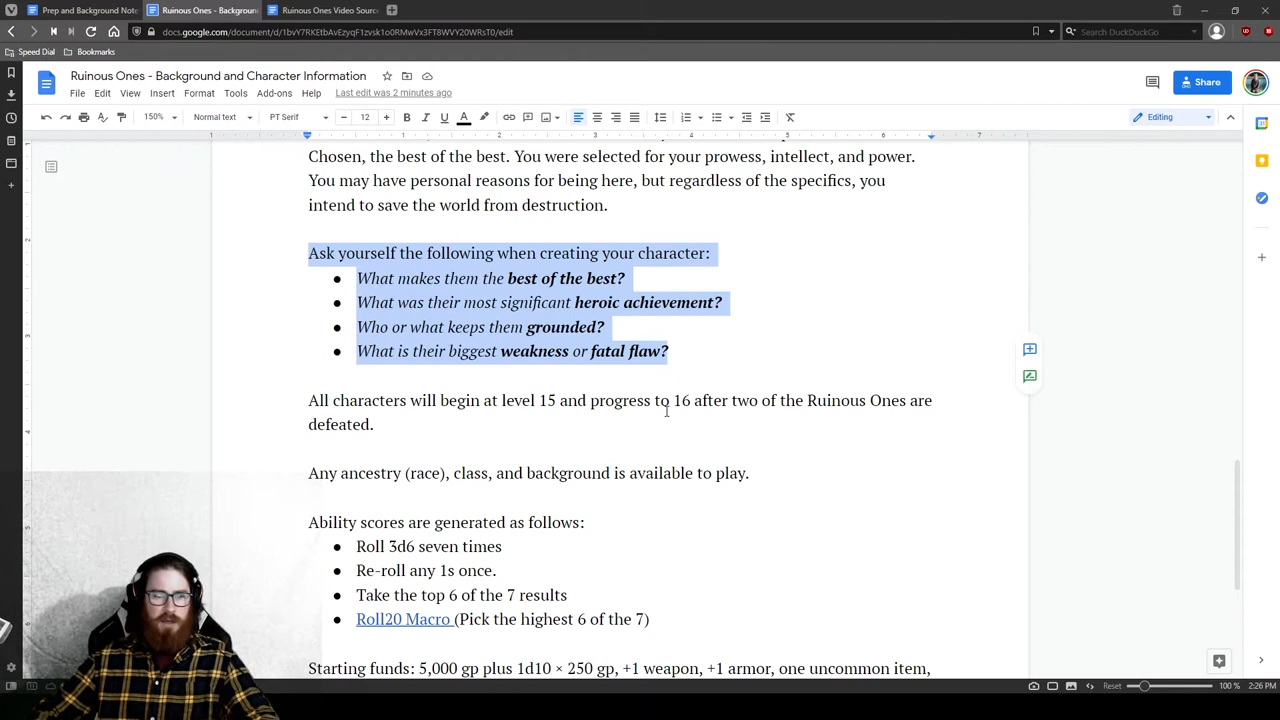 Prep and Background Note
Ruinous Ones - Background
Ruinous Ones Video Source
docs.google.com/document/d/1bvY7RKEtbAvEzyqF1zvsk1o0RMwVx3FT8WVY20WRsT0/edit
Search DuckDuckGo
Speed Dial
Bookmarks
Ruinous Ones - Background and Character Information
File Edit View Insert Format Tools Add-ons Help Last edit was 2 minutes ago
Share
150% Normal text PT Serif 12 Editing
Chosen, the best of the best. You were selected for your prowess, intellect, and power.
You may have personal reasons for being here, but regardless of the specifics, you
intend to save the world from destruction.
Ask yourself the following when creating your character:
● What makes them the best of the best?
● What was their most significant heroic achievement?
● Who or what keeps them grounded?
● What is their biggest weakness or fatal flaw?
All characters will begin at level 15 and progress to 16 after two of the Ruinous Ones are
defeated.
Any ancestry (race), class, and background is available to play.
Ability scores are generated as follows:
● Roll 3d6 seven times
● Re-roll any 1s once.
● Take the top 6 of the 7 results
● Roll20 Macro (Pick the highest 6 of the 7)
Starting funds: 5,000 gp plus 1d10 × 250 gp, +1 weapon, +1 armor, one uncommon item,
Reset 100 % 2:26 PM